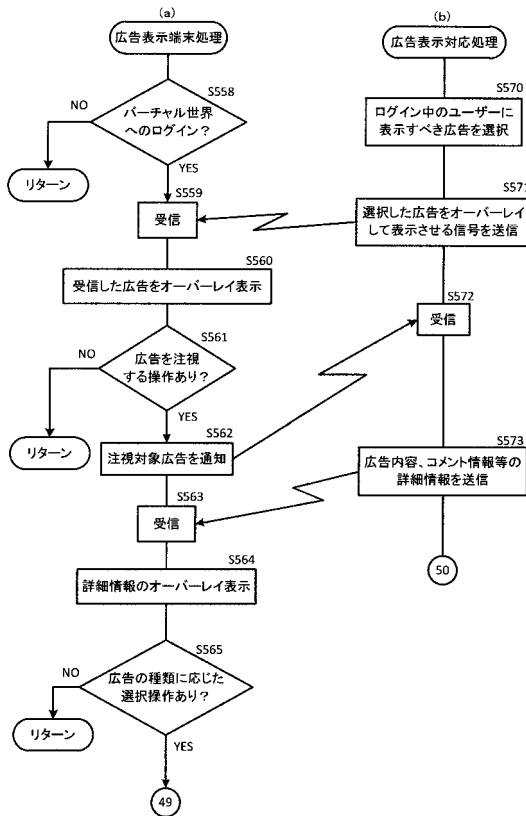 (a)
広告表示端末処理
S558
バーチャル世界
へのログイン？
NO
リターン
YES
S559
受信
S560
受信した広告をオーバーレイ表示
S561
広告を注視
する操作あり？
NO
リターン
YES
S562
注視対象広告を通知
S563
受信
S564
詳細情報のオーバーレイ表示
S565
広告の種類に応じた
選択操作あり？
NO
リターン
YES
49
(b)
広告表示対応処理
S570
ログイン中のユーザーに
表示すべき広告を選択
S571
選択した広告をオーバーレイ
して表示させる信号を送信
S572
受信
S573
広告内容、コメント情報等の
詳細情報を送信
50